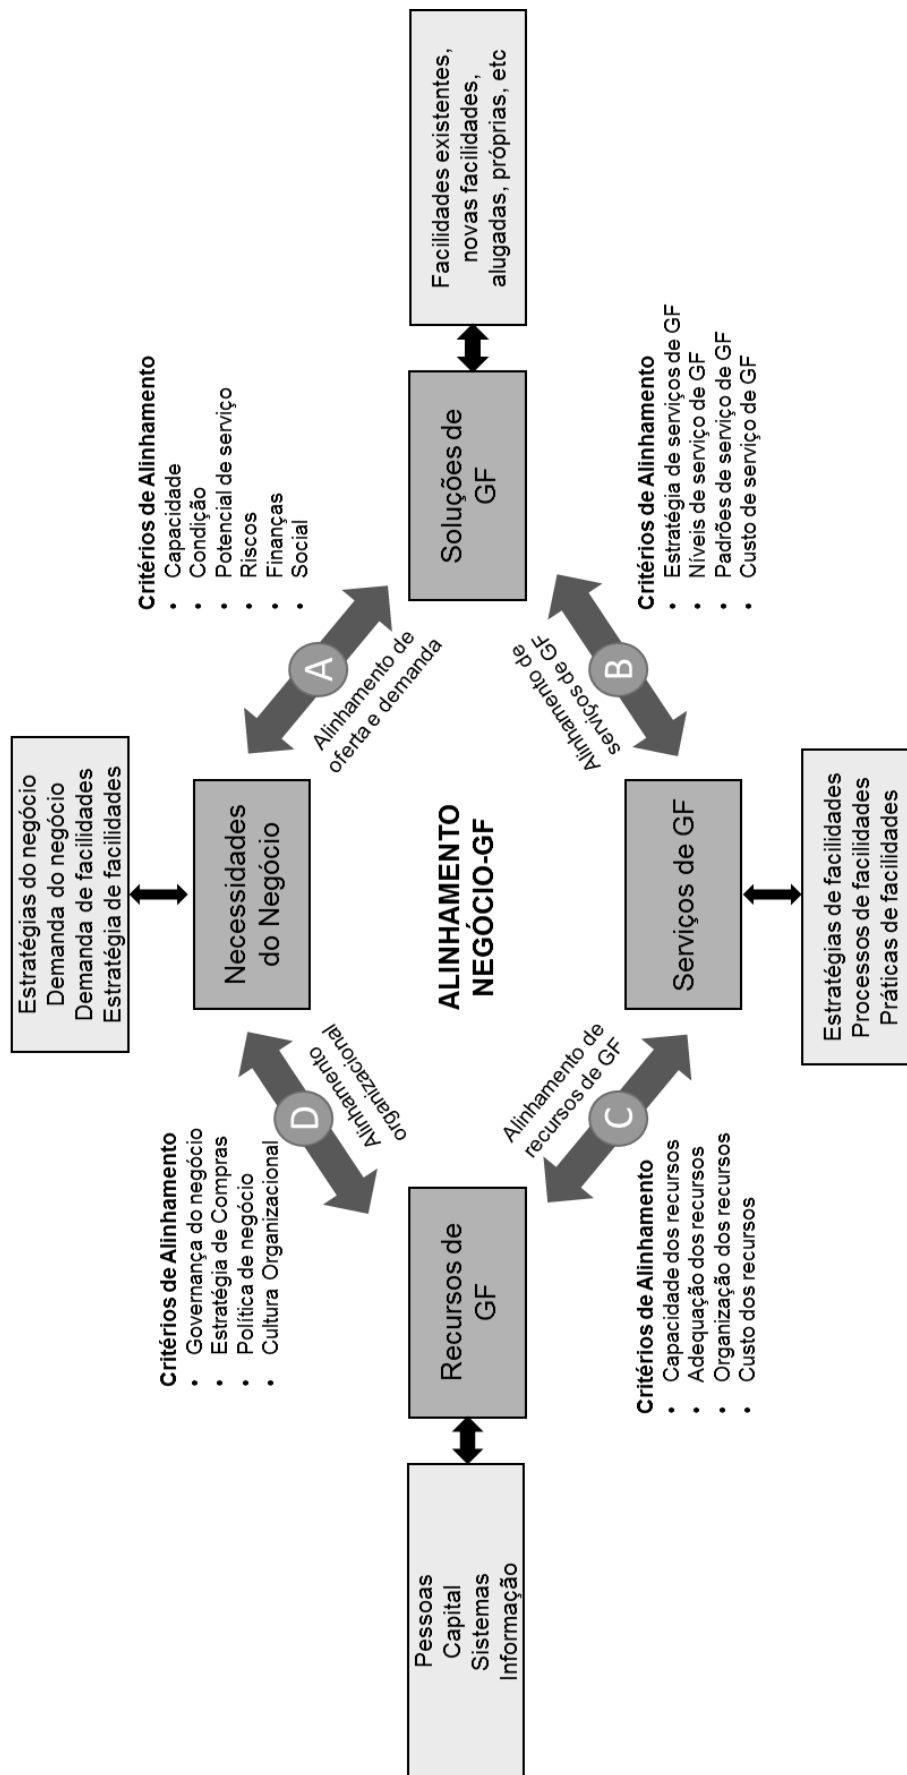 Estratégias do negócio
Demanda do negócio
Demanda de facilidades
Estratégia de facilidades
Necessidades
do Negócio
Critérios de Alinhamento
• Governança do negócio
• Estratégia de Compras
• Política de negócio
• Cultura Organizacional
D
Alinhamento
organizacional
Critérios de Alinhamento
• Capacidade
• Condição
• Potencial de serviço
• Riscos
• Finanças
• Social
A
Alinhamento de
oferta e demanda
Pessoas
Capital
Sistemas
Informação
Recursos de
GF
ALINHAMENTO
NEGÓCIO-GF
Soluções de
GF
Facilidades existentes,
novas facilidades,
alugadas, próprias, etc
Alinhamento de
recursos de GF
C
Critérios de Alinhamento
• Capacidade dos recursos
• Adequação dos recursos
• Organização dos recursos
• Custo dos recursos
Alinhamento de
serviços de GF
B
Critérios de Alinhamento
• Estratégia de serviços de GF
• Níveis de serviço de GF
• Padrões de serviço de GF
• Custo de serviço de GF
Serviços de GF
Estratégias de facilidades
Processos de facilidades
Práticas de facilidades